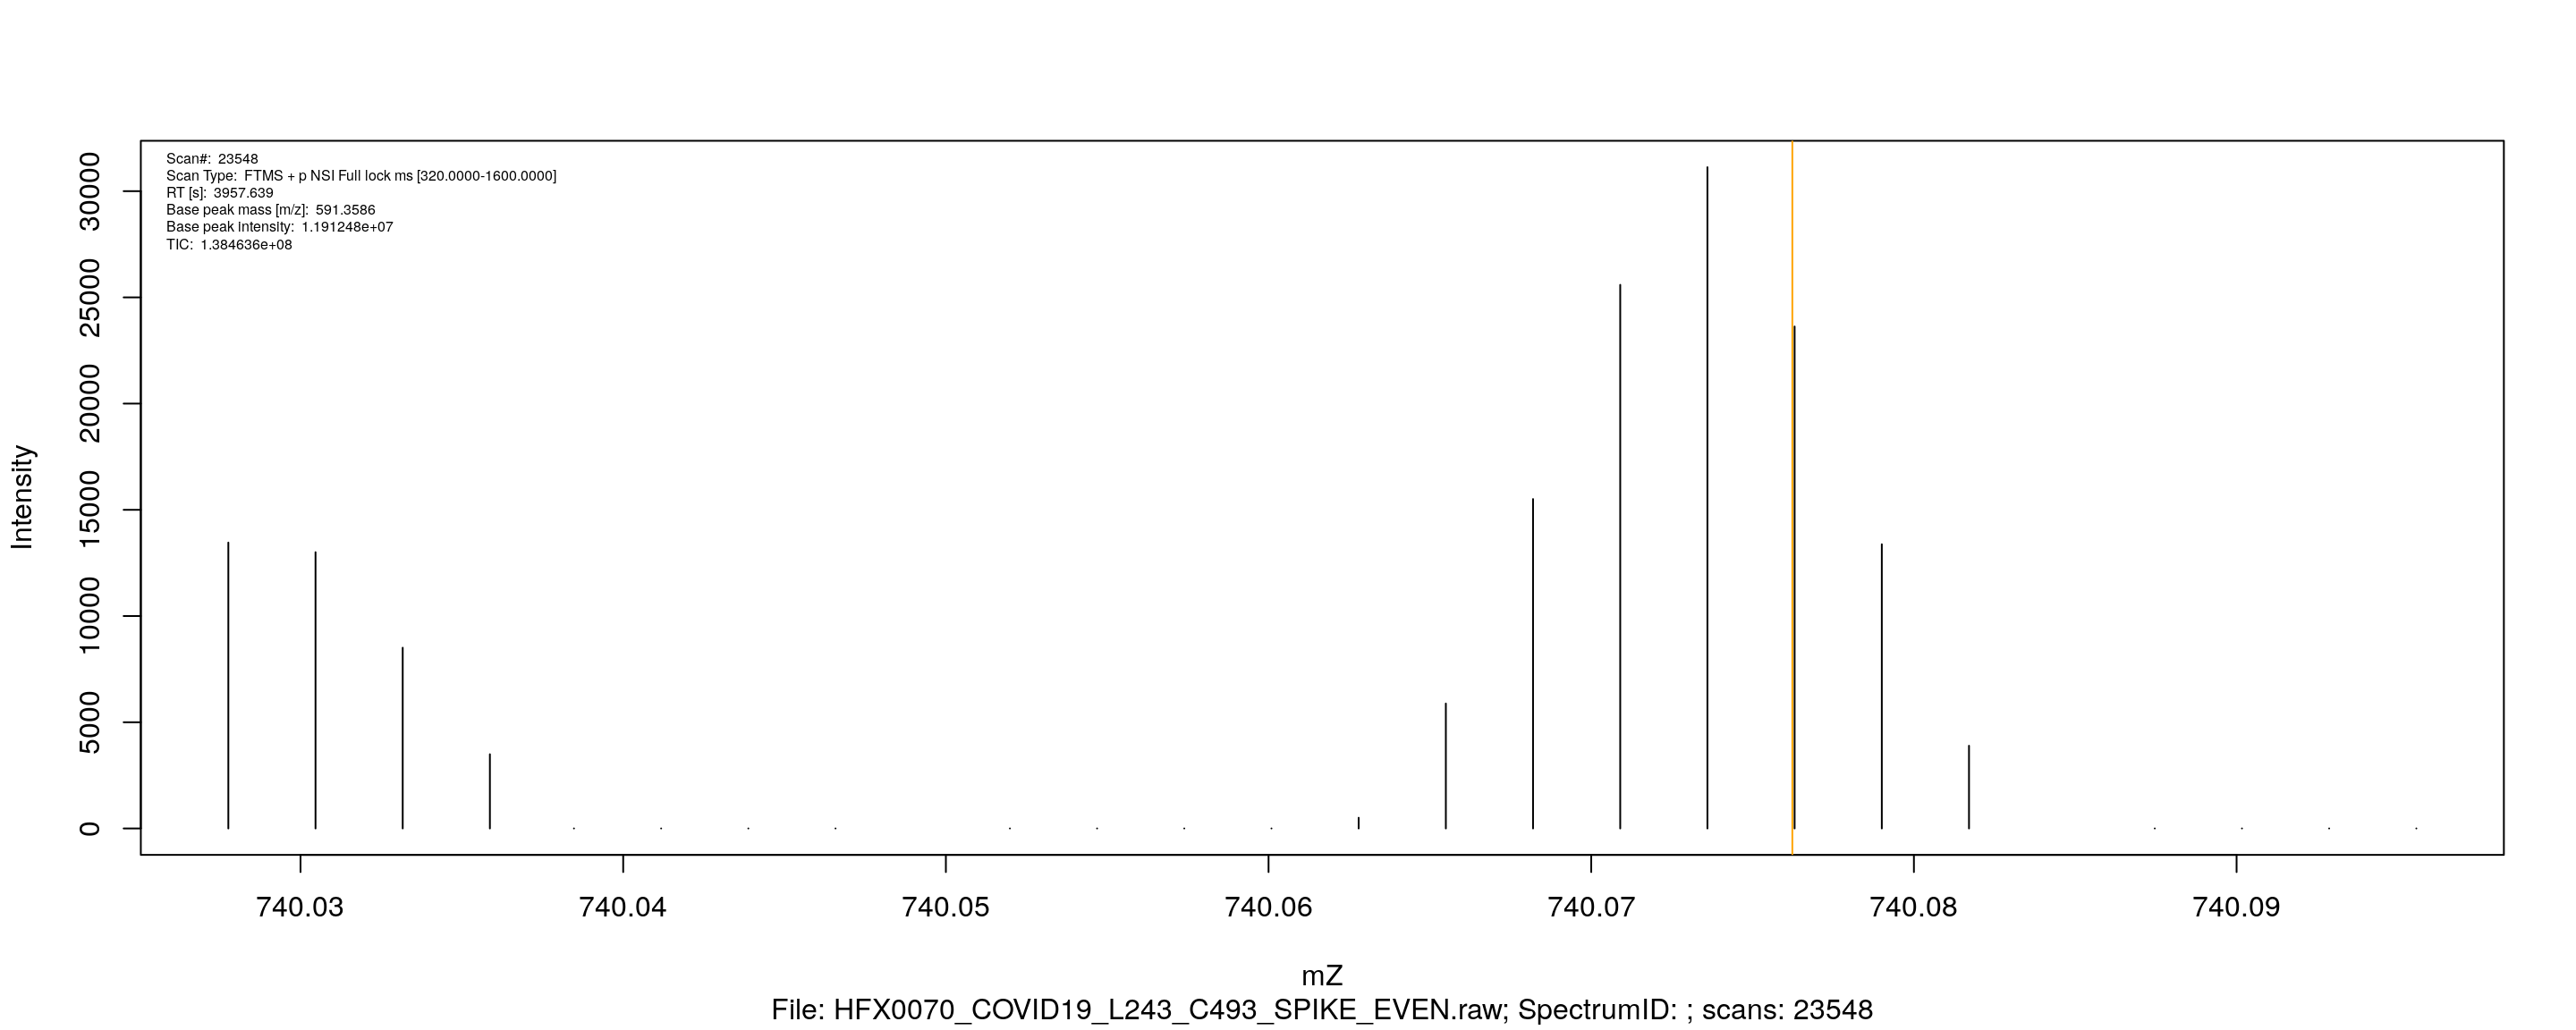 Scan#: 23548
Scan Type: FTMS + p NSI Full lock ms [320.0000-1600.0000]
RT [s]: 3957.639
Base peak mass [m/z]: 591.3586
Base peak intensity: 1.191248e+07
TIC: 1.384636e+08
30000
25000
20000
15000
10000
5000
0
Intensity
740.03 740.04 740.05 740.06 740.07 740.08 740.09
mZ
File: HFX0070_COVID19_L243_C493_SPIKE_EVEN.raw; SpectrumID: ; scans: 23548